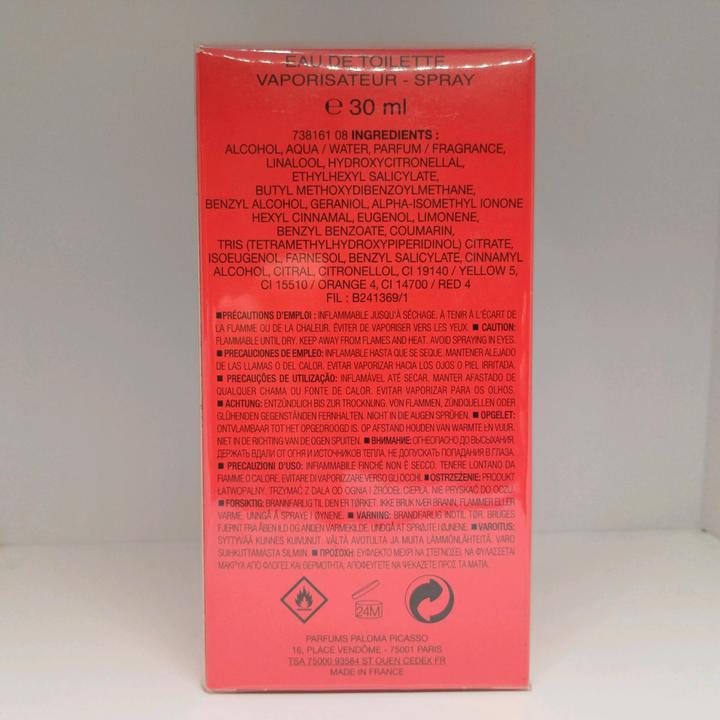 EAU DE TOILETTE
VAPORISATEUR - SPRAY
℮ 30 ml
738161 08 INGREDIENTS :
ALCOHOL, AQUA / WATER, PARFUM / FRAGRANCE,
LINALOOL, HYDROXYCITRONELLAL,
ETHYLHEXYL SALICYLATE,
BUTYL METHOXYDIBENZOYLMETHANE,
BENZYL ALCOHOL, GERANIOL, ALPHA-ISOMETHYL IONONE
HEXYL CINNAMAL, EUGENOL, LIMONENE,
BENZYL BENZOATE, COUMARIN,
TRIS (TETRAMETHYLHYDROXYPIPERIDINOL) CITRATE,
ISOEUGENOL, FARNESOL, BENZYL SALICYLATE, CINNAMYL
ALCOHOL, CITRAL, CITRONELLOL, CI 19140 / YELLOW 5,
CI 15510 / ORANGE 4, CI 14700 / RED 4
FIL : B241369/1
■PRÉCAUTIONS D'EMPLOI : INFLAMMABLE JUSQU'À SÉCHAGE. À TENIR À L'ÉCART DE
LA FLAMME OU DE LA CHALEUR. ÉVITER DE VAPORISER VERS LES YEUX. ■ CAUTION:
FLAMMABLE UNTIL DRY. KEEP AWAY FROM FLAMES AND HEAT. AVOID SPRAYING IN EYES.
■ PRECAUCIONES DE EMPLEO: INFLAMABLE HASTA QUE SE SEQUE. MANTENER ALEJADO
DE LAS LLAMAS O DEL CALOR. EVITAR VAPORIZAR HACIA LOS OJOS O PIEL IRRITADA.
■ PRECAUÇÕES DE UTILIZAÇÃO: INFLAMÁVEL ATÉ SECAR. MANTER AFASTADO DE
QUALQUER CHAMA OU FONTE DE CALOR. EVITAR VAPORIZAR PARA OS OLHOS.
■ ACHTUNG: ENTZÜNDLICH BIS ZUR TROCKNUNG. VON FLAMMEN, ZÜNDQUELLEN ODER
GLÜHENDEN GEGENSTÄNDEN FERNHALTEN. NICHT IN DIE AUGEN SPRÜHEN. ■ OPGELET:
ONTVLAMBAAR TOT HET OPGEDROOGD IS. OP AFSTAND HOUDEN VAN WARMTE EN VUUR.
NIET IN DE RICHTING VAN DE OGEN SPUITEN. ■ ВНИМАНИЕ: ОГНЕОПАСНО ДО ВЫСЫХАНИЯ.
ДЕРЖАТЬ ВДАЛИ ОТ ОГНЯ И ИСТОЧНИКОВ ТЕПЛА. НЕ ДОПУСКАТЬ ПОПАДАНИЯ В ГЛАЗА.
■ PRECAUZIONI D'USO: INFIAMMABILE FINCHÉ NON È SECCO. TENERE LONTANO DA
FIAMME O CALORE. EVITARE DI VAPORIZZARE VERSO GLI OCCHI. ■OSTRZEŻENIE: PRODUKT
ŁATWOPALNY. TRZYMAĆ Z DALA OD OGNIA I ŹRÓDEŁ CIEPŁA. NIE PRYSKAĆ DO OCZU.
■ FORSIKTIG: BRANNFARLIG TIL DEN ER TØRKET. IKKE BRUK NÆR BRANN, FLAMMER ELLER
VARME. UNNGÅ Å SPRAYE I ØYNENE. ■ VARNING: BRANDFARLIG INDTIL TØR. BRUGES
FJERNT FRA ÅBEN ILD OG ANDEN VARMEKILDE. UNDGÅ AT SPRØJTE I ØJNENE. ■ VAROITUS:
SYTTYVÄÄ KUNNES KUIVUNUT. VÄLTÄ AVOTULTA JA MUITA LÄMMÖNLÄHTEITÄ. VARO
SUIHKUTTAMASTA SILMIIN. ■ ΠΡΟΣΟΧΗ: ΕΥΦΛΕΚΤΟ ΜΕΧΡΙ ΝΑ ΣΤΕΓΝΩΣΕΙ. ΝΑ ΦΥΛΑΣΣΕΤΑΙ
ΜΑΚΡΥΑ ΑΠΟ ΦΛΟΓΕΣ ΚΑΙ ΘΕΡΜΟΤΗΤΑ. ΑΠΟΦΕΥΓΕΤΕ ΝΑ ΨΕΚΑΖΕΤΕ ΠΡΟΣ ΤΑ ΜΑΤΙΑ.
24M
PARFUMS PALOMA PICASSO
16, PLACE VENDÔME - 75001 PARIS
TSA 75000 93584 ST OUEN CEDEX FR
MADE IN FRANCE